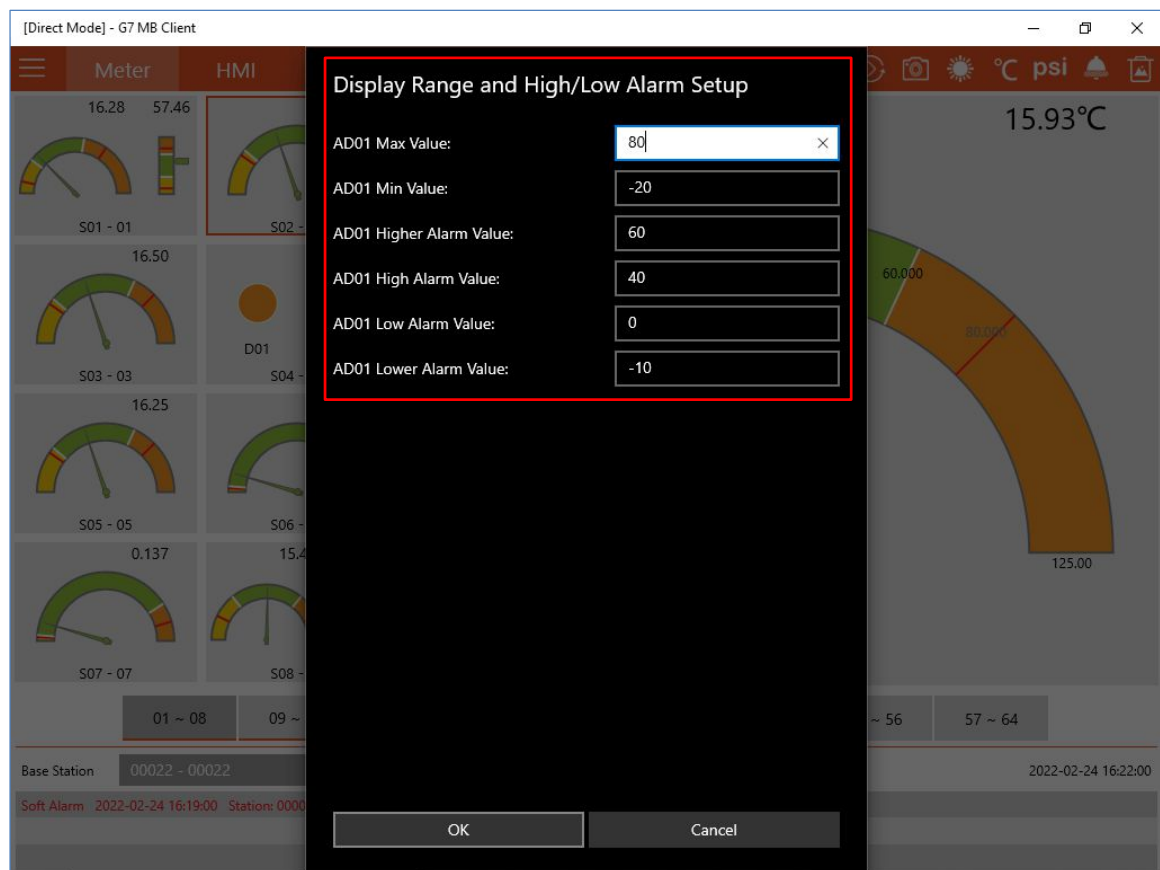 [Direct Mode] - G7 MB Client
Meter HMI
°C psi
Display Range and High/Low Alarm Setup
AD01 Max Value: 80
AD01 Min Value: -20
AD01 Higher Alarm Value: 60
AD01 High Alarm Value: 40
AD01 Low Alarm Value: 0
AD01 Lower Alarm Value: -10
OK Cancel
16.28 57.46
S01 - 01
S02 -
16.50
S03 - 03
D01
S04 -
16.25
S05 - 05
S06 -
0.137
S07 - 07
15.4
S08 -
15.93°C
60.000
80.000
125.00
01 ~ 08 09 ~ ~ 56 57 ~ 64
Base Station 00022 - 00022 2022-02-24 16:22:00
Soft Alarm 2022-02-24 16:19:00 Station: 0000